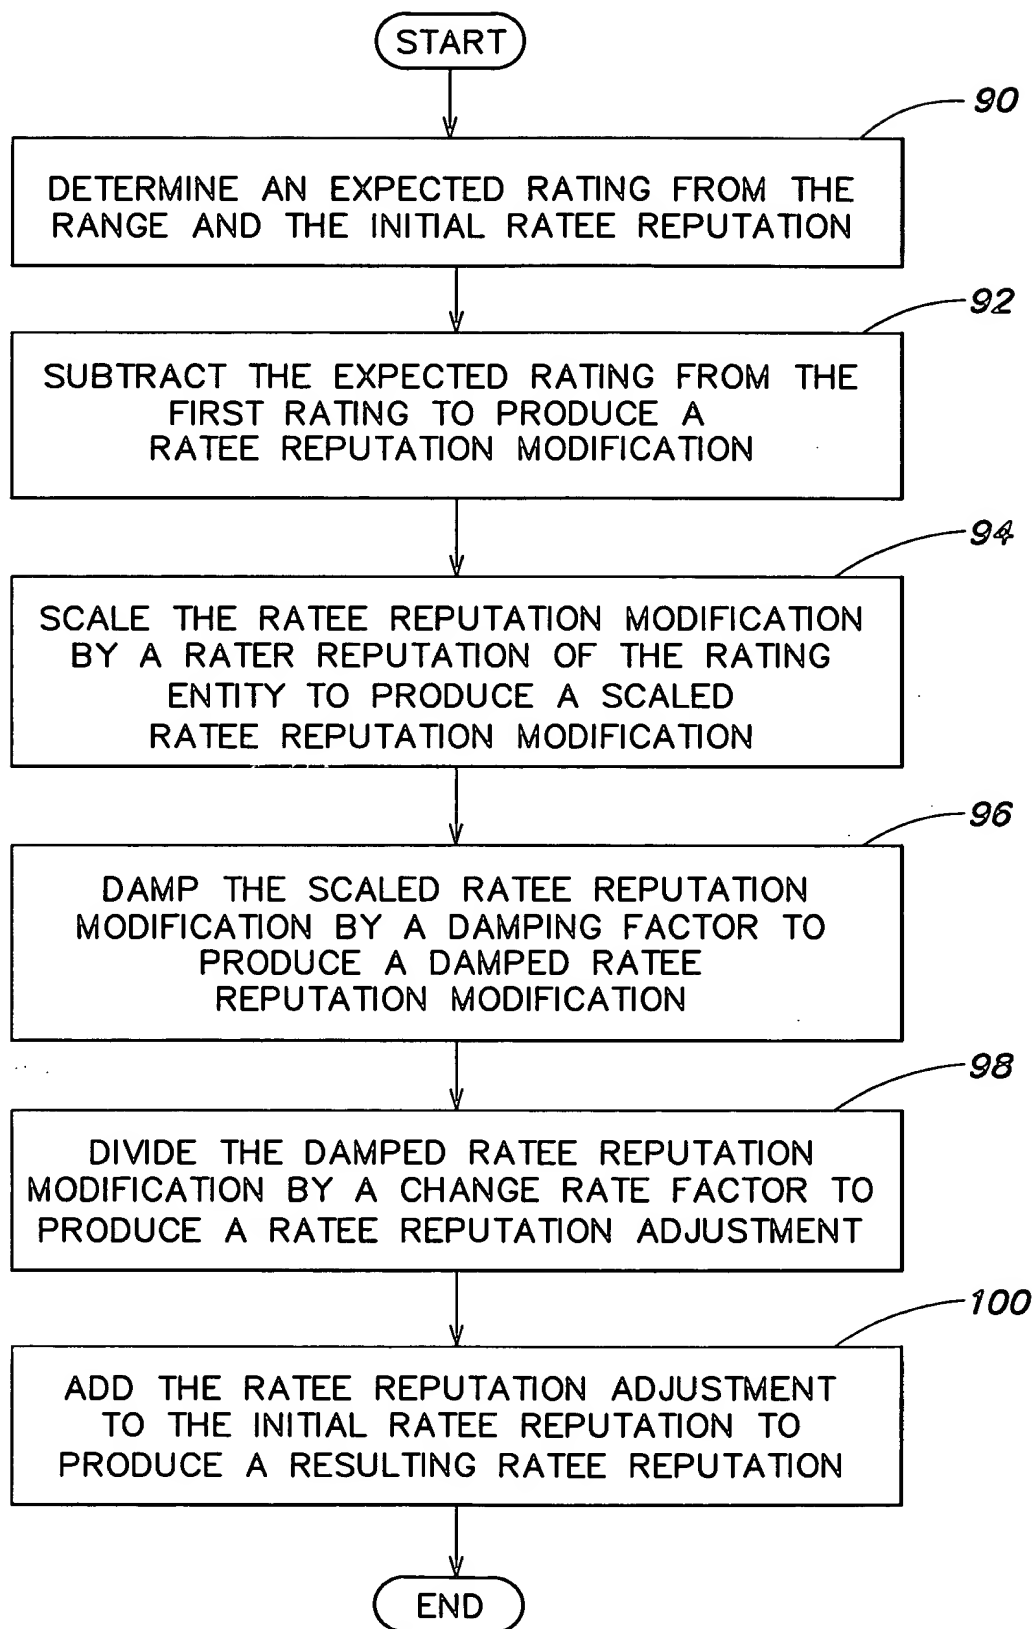 START
90
DETERMINE AN EXPECTED RATING FROM THE
RANGE AND THE INITIAL RATEE REPUTATION
92
SUBTRACT THE EXPECTED RATING FROM THE
FIRST RATING TO PRODUCE A
RATEE REPUTATION MODIFICATION
94
SCALE THE RATEE REPUTATION MODIFICATION
BY A RATER REPUTATION OF THE RATING
ENTITY TO PRODUCE A SCALED
RATEE REPUTATION MODIFICATION
96
DAMP THE SCALED RATEE REPUTATION
MODIFICATION BY A DAMPING FACTOR TO
PRODUCE A DAMPED RATEE
REPUTATION MODIFICATION
98
DIVIDE THE DAMPED RATEE REPUTATION
MODIFICATION BY A CHANGE RATE FACTOR TO
PRODUCE A RATEE REPUTATION ADJUSTMENT
100
ADD THE RATEE REPUTATION ADJUSTMENT
TO THE INITIAL RATEE REPUTATION TO
PRODUCE A RESULTING RATEE REPUTATION
END